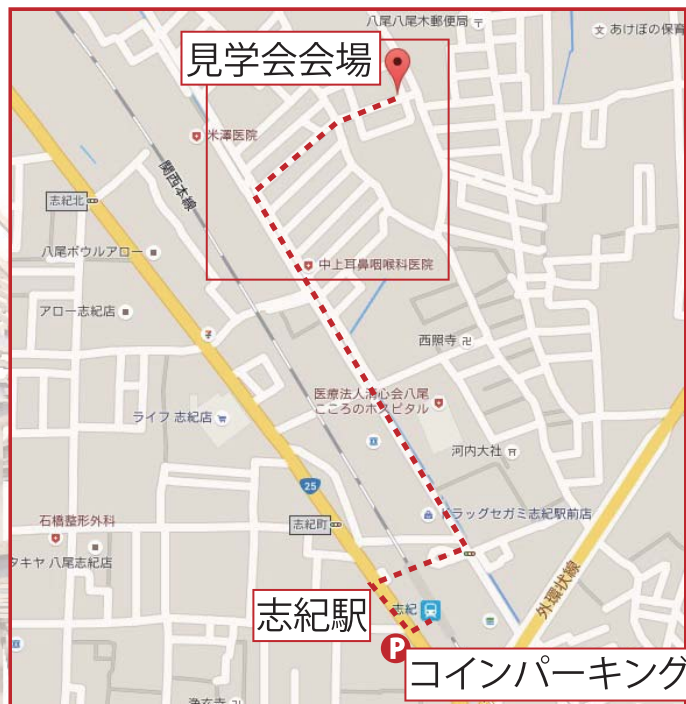 八尾八尾木郵便局
あけぼの保育
見学会会場
米澤医院
関西本線
志紀北
八尾ボウルアロー
中上耳鼻咽喉科医院
アロー志紀店
西照寺
医療法人清心会八尾
こころのホスピタル
ライフ 志紀店
河内大社
25
石橋整形外科
志紀町
ドラッグセガミ志紀駅前店
タキヤ 八尾志紀店
外環状線
志紀駅
志紀
P
コインパーキング
浄玄寺